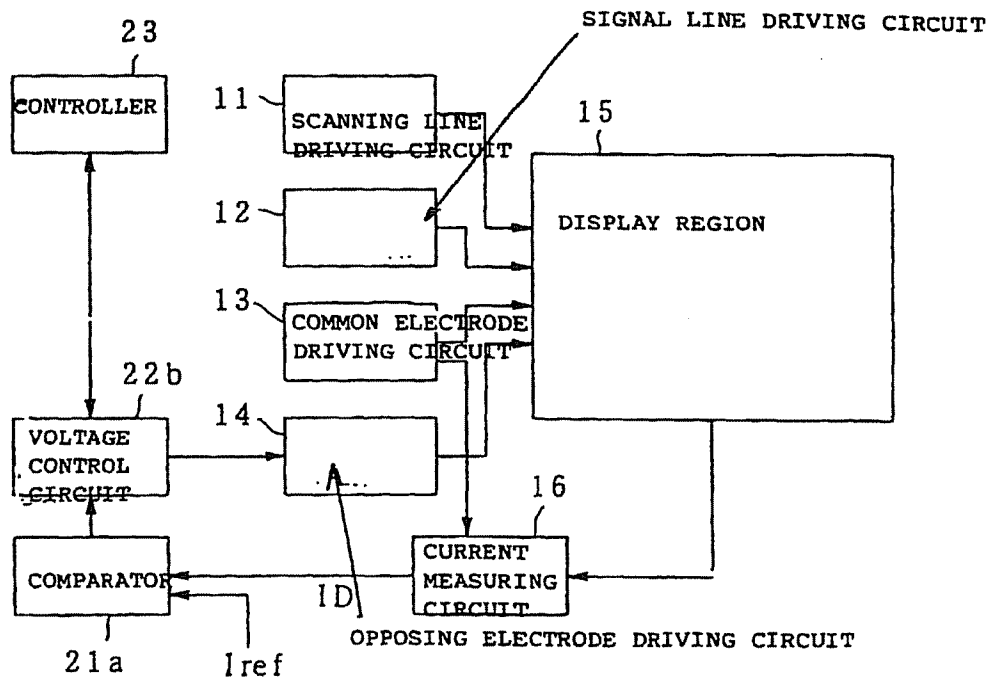 SIGNAL LINE DRIVING CIRCUIT
23
CONTROLLER
11
SCANNING LINE
DRIVING CIRCUIT
15
DISPLAY REGION
12
13
COMMON ELECTRODE
DRIVING CIRCUIT
22b
VOLTAGE
CONTROL
CIRCUIT
14
16
CURRENT
MEASURING
CIRCUIT
COMPARATOR
ID
OPPOSING ELECTRODE DRIVING CIRCUIT
21a
Iref